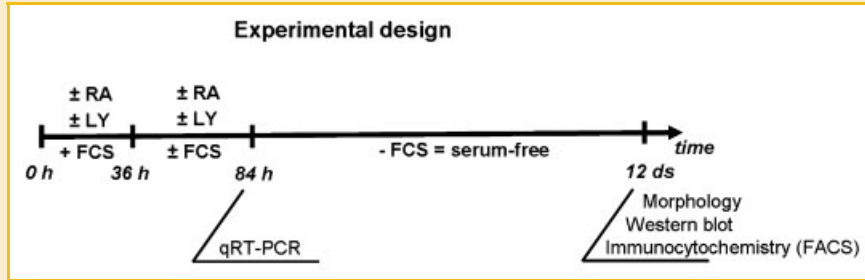 Experimental design
± RA ± RA
± LY ± LY
+ FCS ± FCS - FCS = serum-free time
0 h 36 h 84 h 12 ds
qRT-PCR
Morphology
Western blot
Immunocytochemistry (FACS)